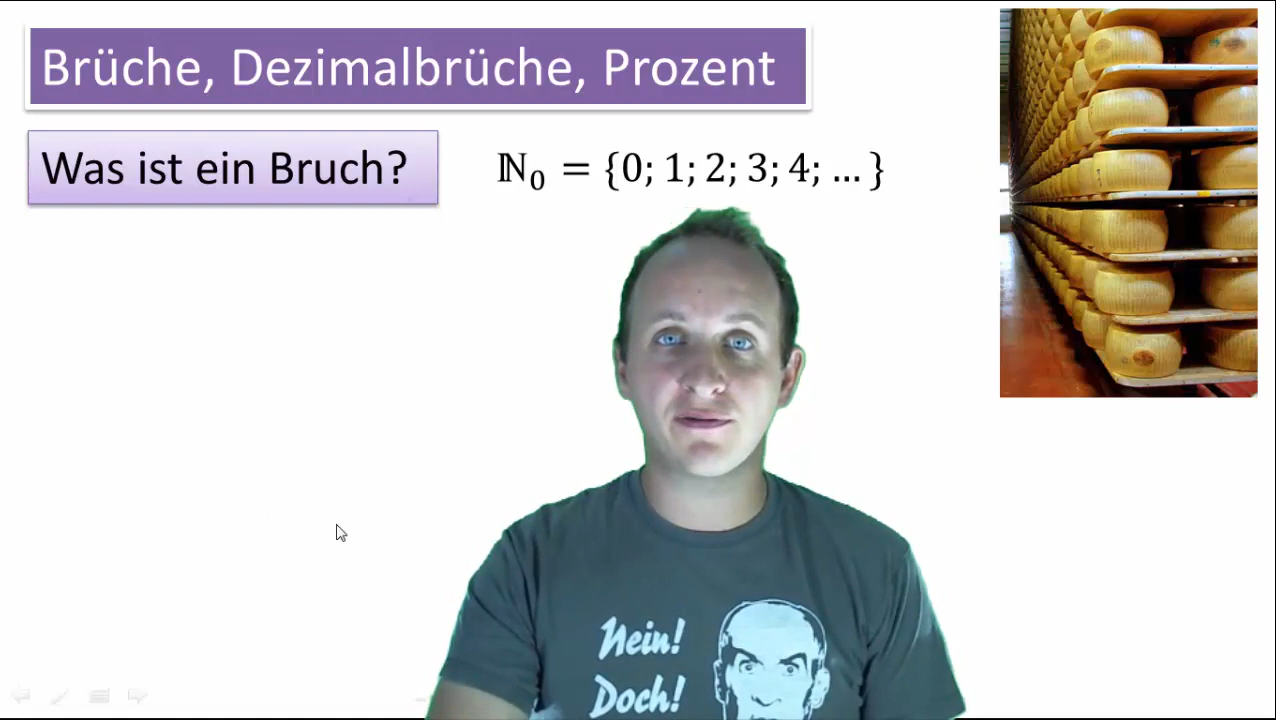 Brüche, Dezimalbrüche, Prozent
Was ist ein Bruch?
ℕ₀ = {0; 1; 2; 3; 4; … }
Nein!
Doch!